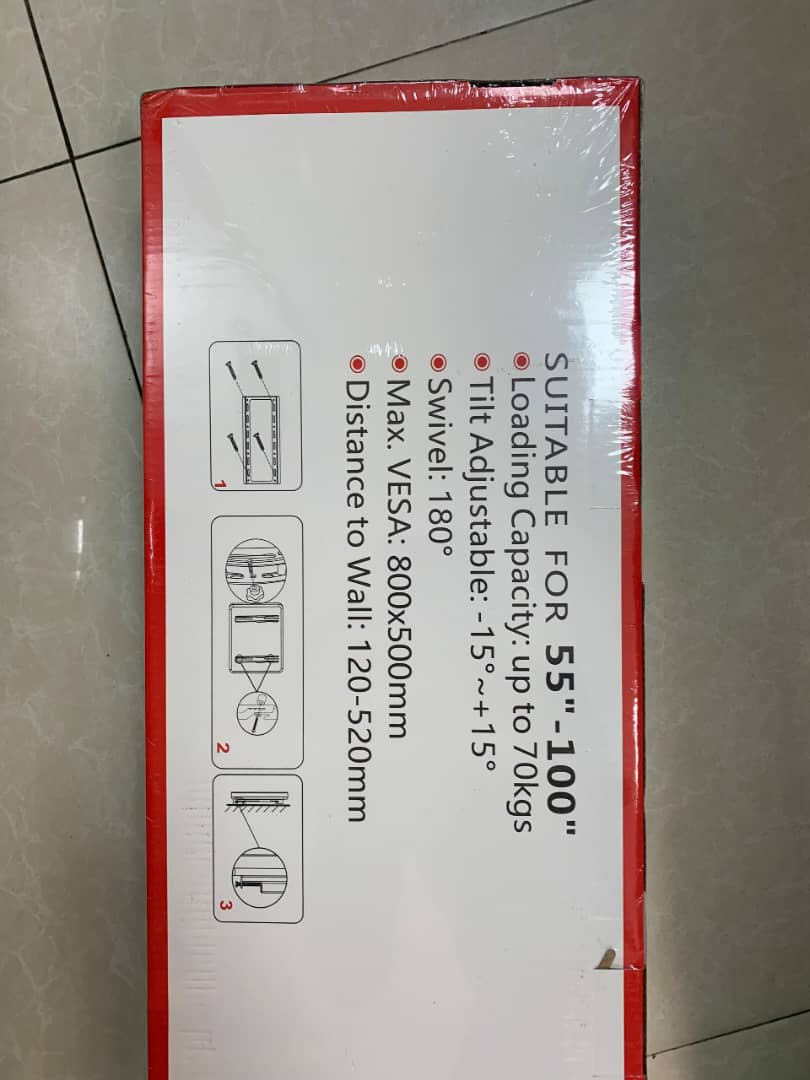 SUITABLE FOR 55"-100"
Loading Capacity: up to 70kgs
Tilt Adjustable: -15°~+15°
Swivel: 180°
Max. VESA: 800x500mm
Distance to Wall: 120-520mm
1
2
3